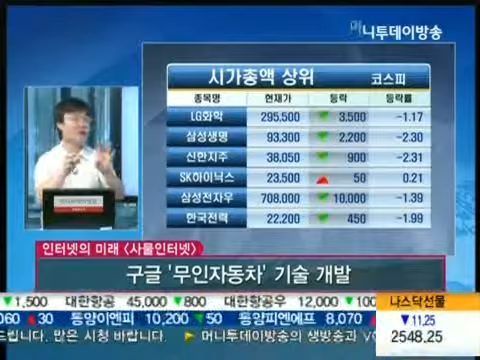 머니투데이방송
시가총액 상위 코스피
종목명 현재가 등락 등락률
LG화학 295,500 ▼ 3,500 -1.17
삼성생명 93,300 ▼ 2,200 -2.30
신한지주 38,050 ▼ 900 -2.31
SK하이닉스 23,500 ▲ 50 0.21
삼성전자우 708,000 ▼ 10,000 -1.39
한국전력 22,200 ▼ 450 -1.99
인터넷의 미래 <사물인터넷>
구글 '무인자동차' 기술 개발
▼1,500 대한항공 45,000 ▼800 대한항공우 12,000 ▼100
060 ▲30 동양이엔피 10,200 ▼50 동양피엔에프 8,070
드립니다. 많은 시청 바랍니다. ▶ 머니투데이방송의 생방송과 V
나스닥선물
▼11.25
2548.25